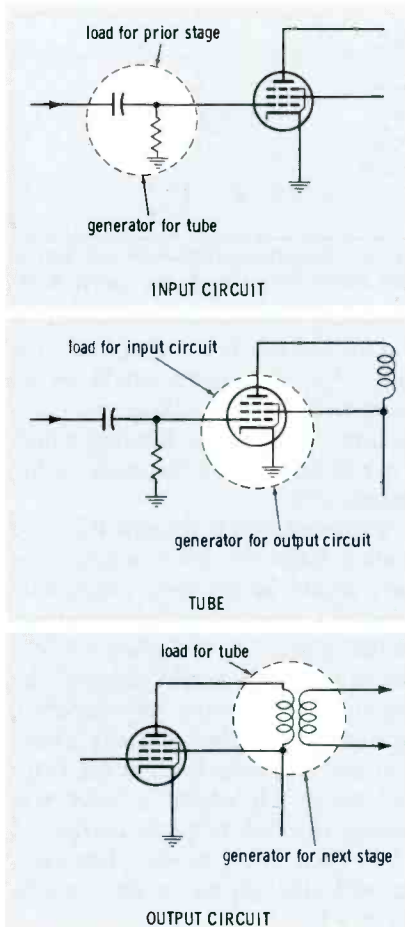 load for prior stage
generator for tube
INPUT CIRCUIT
load for input circuit
generator for output circuit
TUBE
load for tube
generator for next stage
OUTPUT CIRCUIT